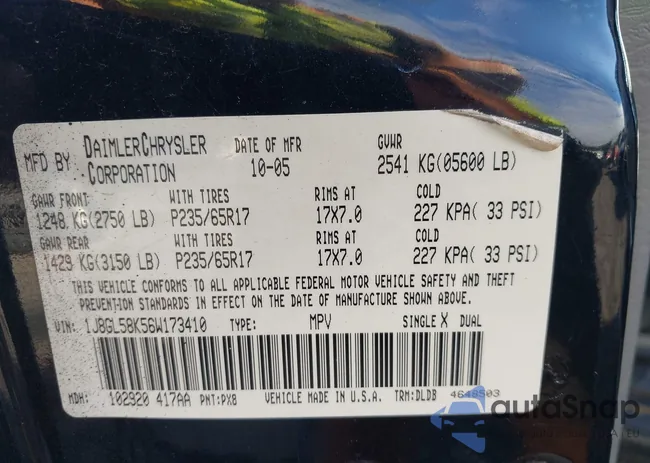 MFD BY DAIMLERCHRYSLER CORPORATION DATE OF MFR 10-05 GVWR 2541 KG(05600 LB)
GAWR FRONT WITH TIRES RIMS AT COLD
1248 KG(2750 LB) P235/65R17 17X7.0 227 KPA( 33 PSI)
GAWR REAR WITH TIRES RIMS AT COLD
1429 KG(3150 LB) P235/65R17 17X7.0 227 KPA( 33 PSI)
THIS VEHICLE CONFORMS TO ALL APPLICABLE FEDERAL MOTOR VEHICLE SAFETY AND THEFT
PREVENTION STANDARDS IN EFFECT ON THE DATE OF MANUFACTURE SHOWN ABOVE.
VIN: 1J8GL58K56W173410 TYPE: MPV SINGLE X DUAL
MDH: 102920 417AA PNT:PX8 VEHICLE MADE IN U.S.A. TRM:DLDB 4648503
autoSnap